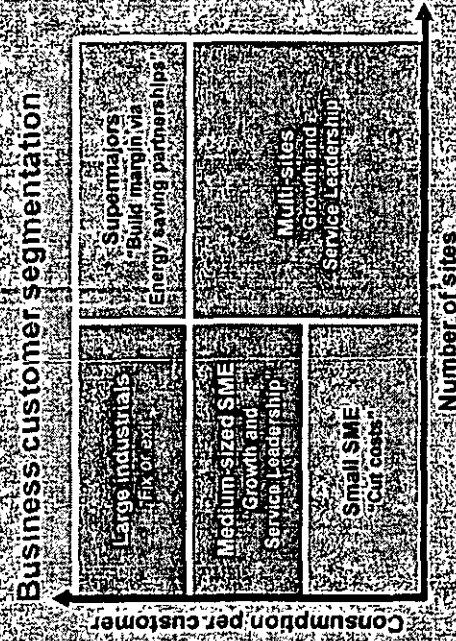 Business customer segmentation
Consumption per customer
Large Industrials
"Fix or exit"
Supermajors
"Build margin via
Energy saving partnerships"
Medium-sized SME
Growth and
Service Leadership"
Multi-sites
Growth and
Service Leadership"
Small SME
"Cut costs"
Number of sites